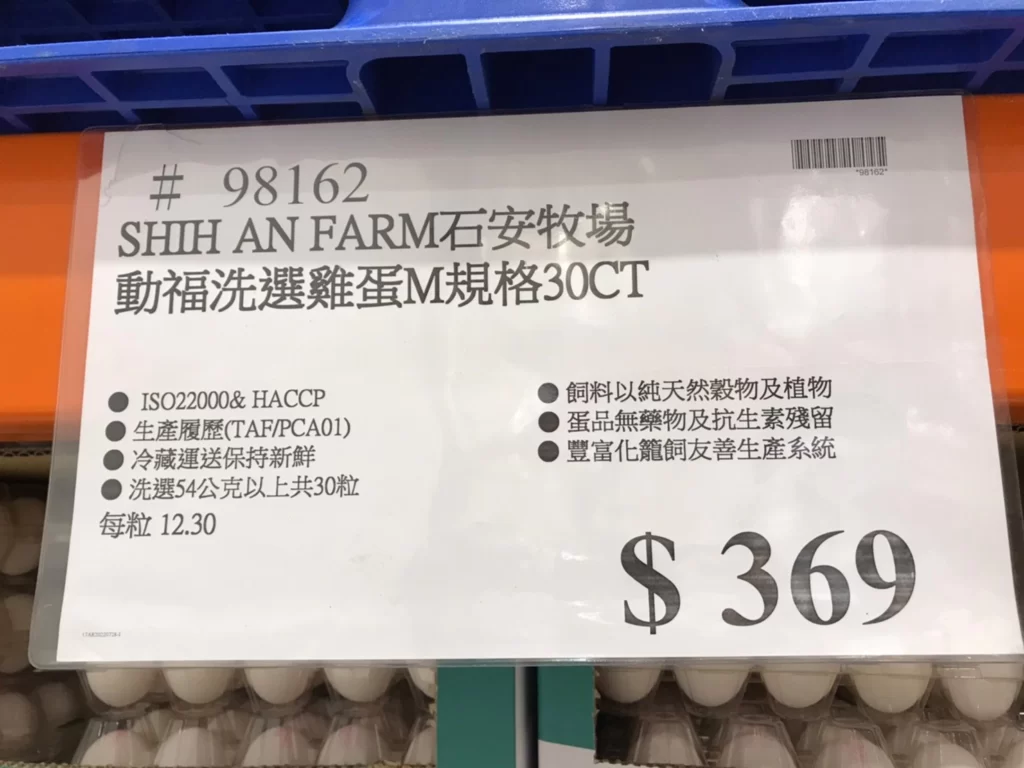 # 98162
"98162"
SHIH AN FARM石安牧場
動福洗選雞蛋M規格30CT
● ISO22000& HACCP
● 生產履歷(TAF/PCA01)
● 冷藏運送保持新鮮
● 洗選54公克以上共30粒
每粒 12.30
● 飼料以純天然穀物及植物
● 蛋品無藥物及抗生素殘留
● 豐富化籠飼友善生產系統
$ 369